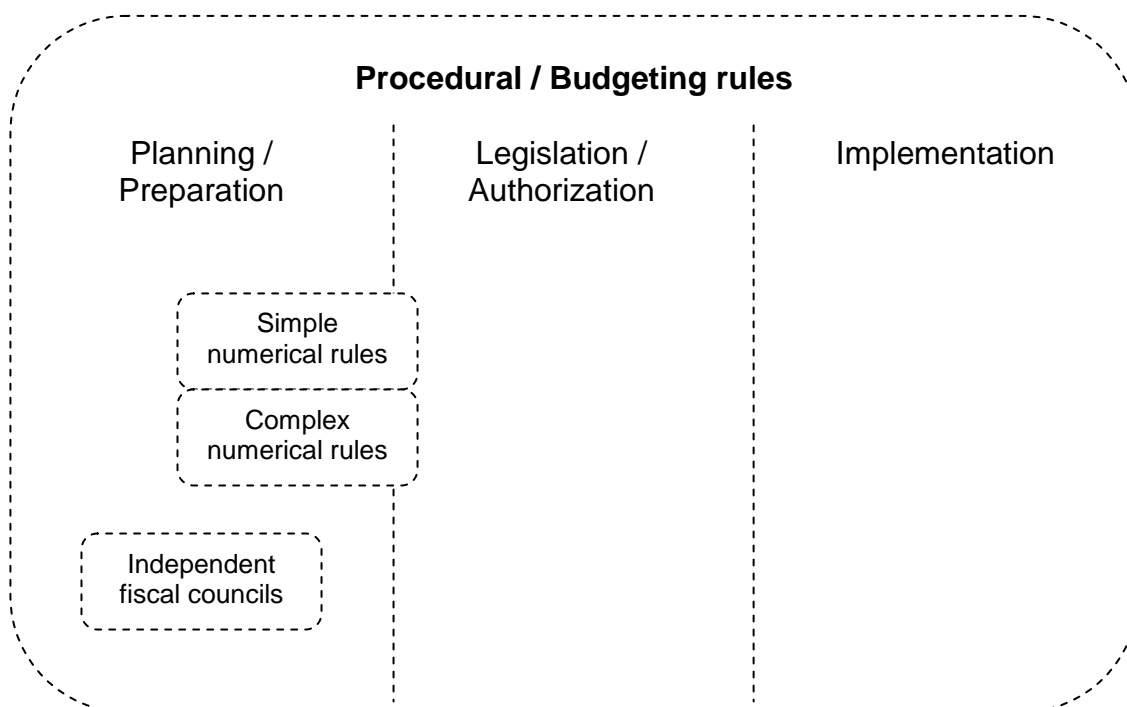 Procedural / Budgeting rules
Planning /
Preparation
Legislation /
Authorization
Implementation
Simple
numerical rules
Complex
numerical rules
Independent
fiscal councils